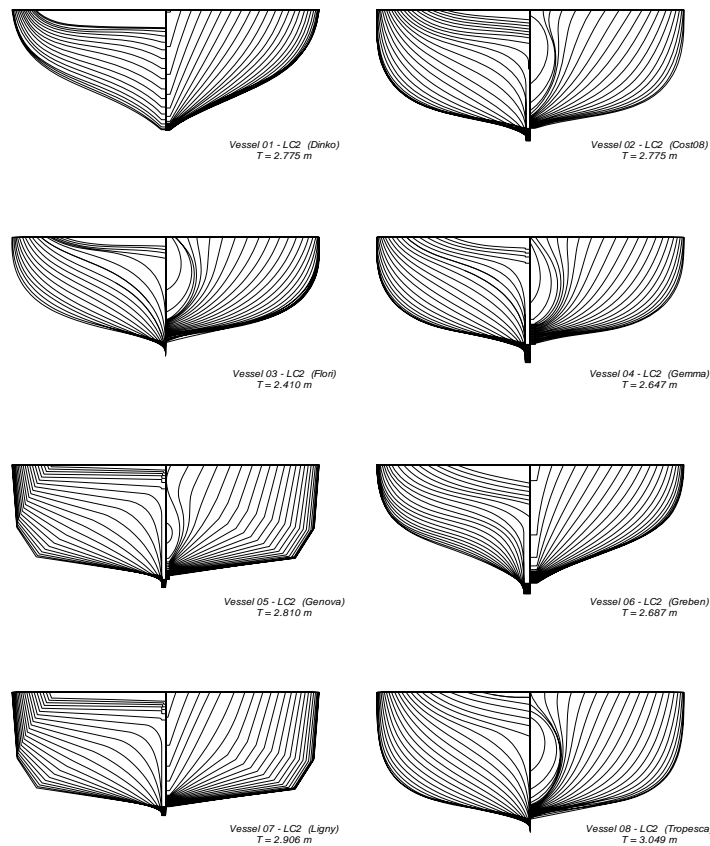 Vessel 01 - LC2 (Dinko)
T = 2.775 m
Vessel 02 - LC2 (Cost08)
T = 2.775 m
Vessel 03 - LC2 (Flori)
T = 2.410 m
Vessel 04 - LC2 (Gemma)
T = 2.647 m
Vessel 05 - LC2 (Genova)
T = 2.810 m
Vessel 06 - LC2 (Greben)
T = 2.687 m
Vessel 07 - LC2 (Ligny)
T = 2.906 m
Vessel 08 - LC2 (Tropesca
T = 3.049 m